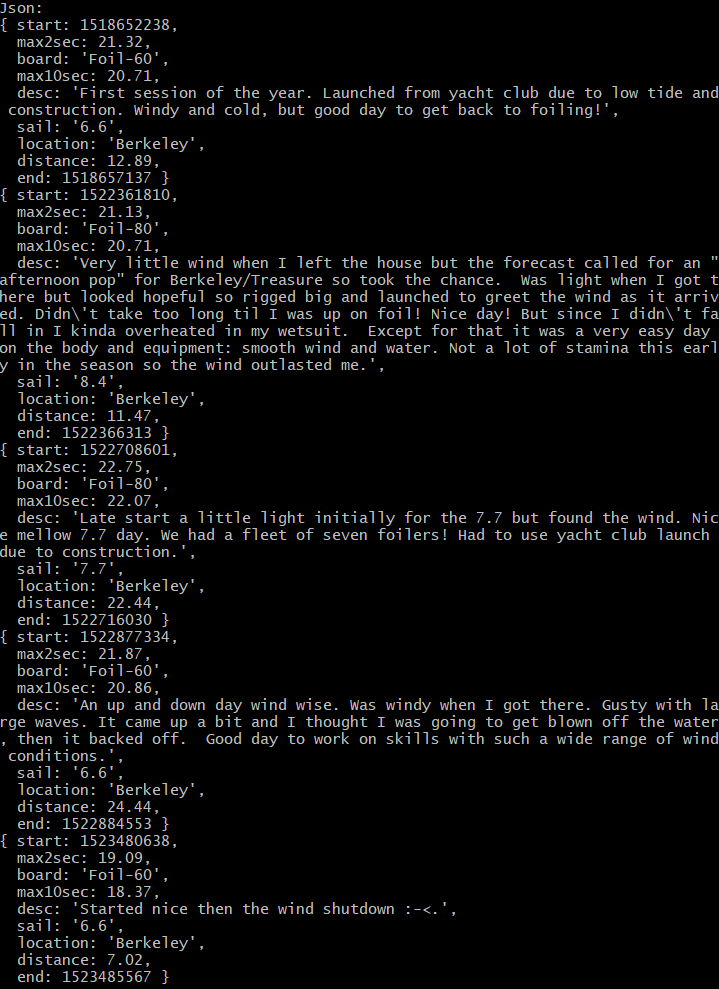 Json:
{ start: 1518652238,
  max2sec: 21.32,
  board: 'Foil-60',
  max10sec: 20.71,
  desc: 'First session of the year. Launched from yacht club due to low tide and
 construction. Windy and cold, but good day to get back to foiling!',
  sail: '6.6',
  location: 'Berkeley',
  distance: 12.89,
  end: 1518657137 }
{ start: 1522361810,
  max2sec: 21.13,
  board: 'Foil-80',
  max10sec: 20.71,
  desc: 'Very little wind when I left the house but the forecast called for an "
afternoon pop" for Berkeley/Treasure so took the chance.  Was light when I got t
here but looked hopeful so rigged big and launched to greet the wind as it arriv
ed. Didn\'t take too long til I was up on foil! Nice day! But since I didn\'t fa
ll in I kinda overheated in my wetsuit.  Except for that it was a very easy day
on the body and equipment: smooth wind and water. Not a lot of stamina this earl
y in the season so the wind outlasted me.',
  sail: '8.4',
  location: 'Berkeley',
  distance: 11.47,
  end: 1522366313 }
{ start: 1522708601,
  max2sec: 22.75,
  board: 'Foil-80',
  max10sec: 22.07,
  desc: 'Late start a little light initially for the 7.7 but found the wind. Nic
e mellow 7.7 day. We had a fleet of seven foilers! Had to use yacht club launch
due to construction.',
  sail: '7.7',
  location: 'Berkeley',
  distance: 22.44,
  end: 1522716030 }
{ start: 1522877334,
  max2sec: 21.87,
  board: 'Foil-60',
  max10sec: 20.86,
  desc: 'An up and down day wind wise. Was windy when I got there. Gusty with la
rge waves. It came up a bit and I thought I was going to get blown off the water
, then it backed off.  Good day to work on skills with such a wide range of wind
 conditions.',
  sail: '6.6',
  location: 'Berkeley',
  distance: 24.44,
  end: 1522884553 }
{ start: 1523480638,
  max2sec: 19.09,
  board: 'Foil-60',
  max10sec: 18.37,
  desc: 'Started nice then the wind shutdown :-<.',
  sail: '6.6',
  location: 'Berkeley',
  distance: 7.02,
  end: 1523485567 }